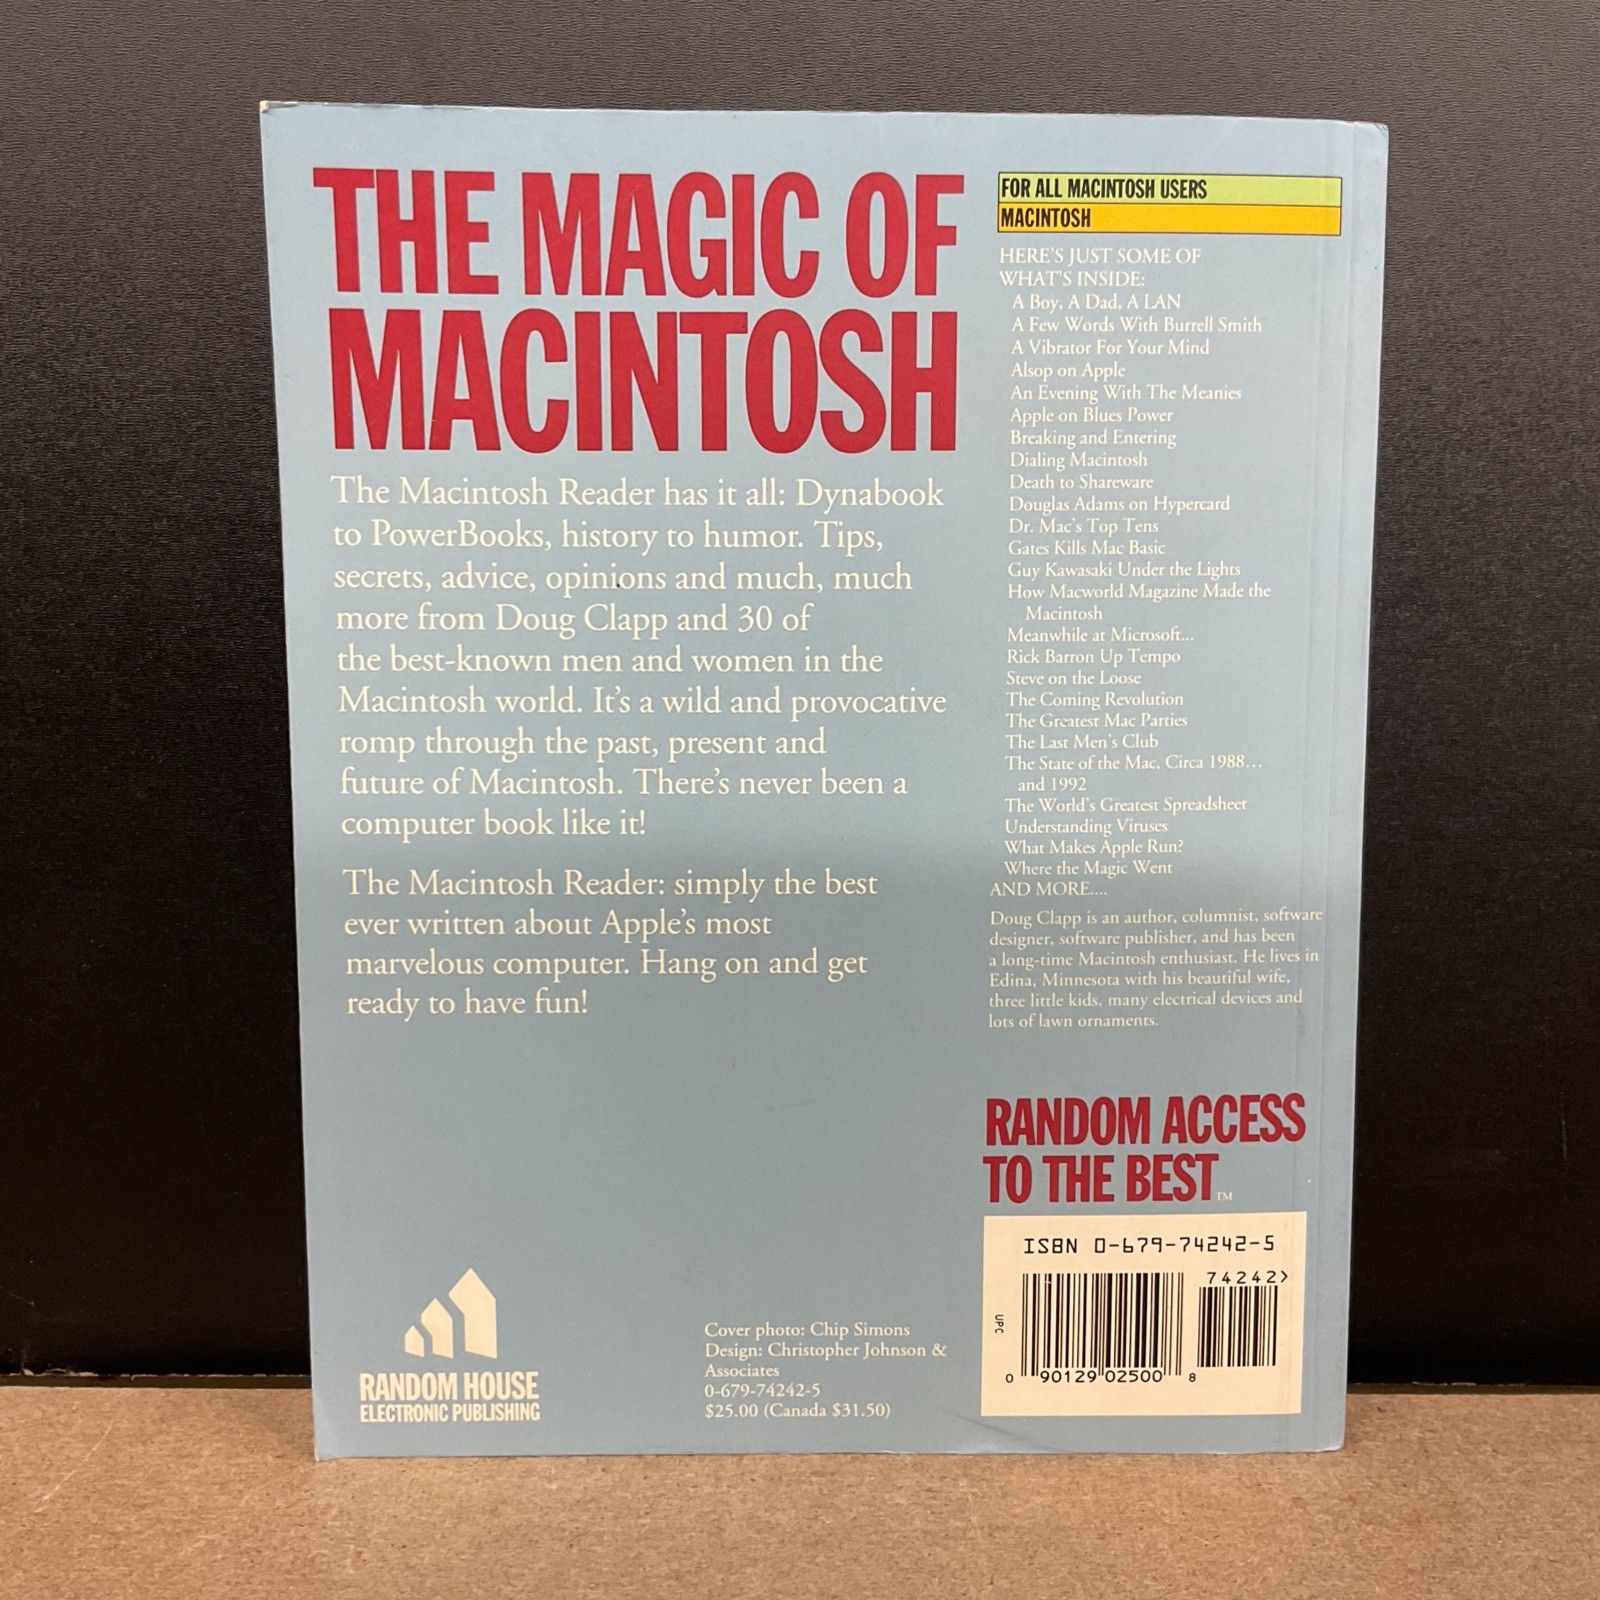 THE MAGIC OF
MACINTOSH
The Macintosh Reader has it all: Dynabook
to PowerBooks, history to humor. Tips,
secrets, advice, opinions and much, much
more from Doug Clapp and 30 of
the best-known men and women in the
Macintosh world. It's a wild and provocative
romp through the past, present and
future of Macintosh. There's never been a
computer book like it!
The Macintosh Reader: simply the best
ever written about Apple's most
marvelous computer. Hang on and get
ready to have fun!
FOR ALL MACINTOSH USERS
MACINTOSH
HERE'S JUST SOME OF
WHAT'S INSIDE:
A Boy, A Dad, A LAN
A Few Words With Burrell Smith
A Vibrator For Your Mind
Alsop on Apple
An Evening With The Meanies
Apple on Blues Power
Breaking and Entering
Dialing Macintosh
Death to Shareware
Douglas Adams on Hypercard
Dr. Mac's Top Tens
Gates Kills Mac Basic
Guy Kawasaki Under the Lights
How Macworld Magazine Made the
Macintosh
Meanwhile at Microsoft...
Rick Barron Up Tempo
Steve on the Loose
The Coming Revolution
The Greatest Mac Parties
The Last Men's Club
The State of the Mac, Circa 1988...
and 1992
The World's Greatest Spreadsheet
Understanding Viruses
What Makes Apple Run?
Where the Magic Went
AND MORE....
Doug Clapp is an author, columnist, software
designer, software publisher, and has been
a long-time Macintosh enthusiast. He lives in
Edina, Minnesota with his beautiful wife,
three little kids, many electrical devices and
lots of lawn ornaments.
RANDOM ACCESS
TO THE BEST™
ISBN 0-679-74242-5
74242>
UPC
0 90129 02500 8
RANDOM HOUSE
ELECTRONIC PUBLISHING
Cover photo: Chip Simons
Design: Christopher Johnson &
Associates
0-679-74242-5
$25.00 (Canada $31.50)